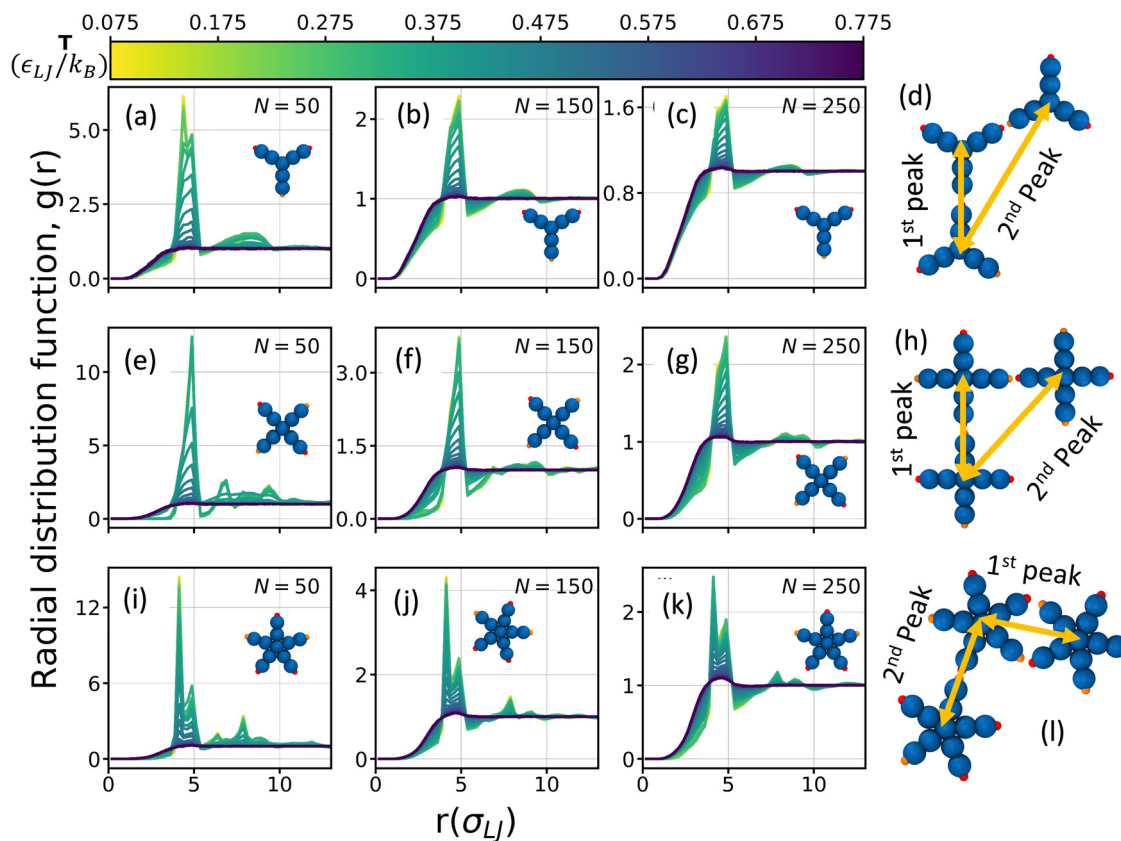 0.075 0.175 0.275 0.375 0.475 0.575 0.675 0.775
T
(ϵ_LJ/k_B)
Radial distribution function, g(r)
(a) N = 50
5.0
2.5
0.0
(b) N = 150
2
1
0
(c) N = 250
1.6
0.8
0.0
(d)
1st peak
2nd Peak
(e) N = 50
10
5
0
(f) N = 150
3.0
1.5
0.0
(g) N = 250
2
1
0
(h)
1st peak
2nd Peak
(i) N = 50
12
6
0
(j) N = 150
4
2
0
(k) N = 250
2
1
0
1st peak
2nd Peak
(l)
0 5 10 0 5 10 0 5 10
r(σ_LJ)